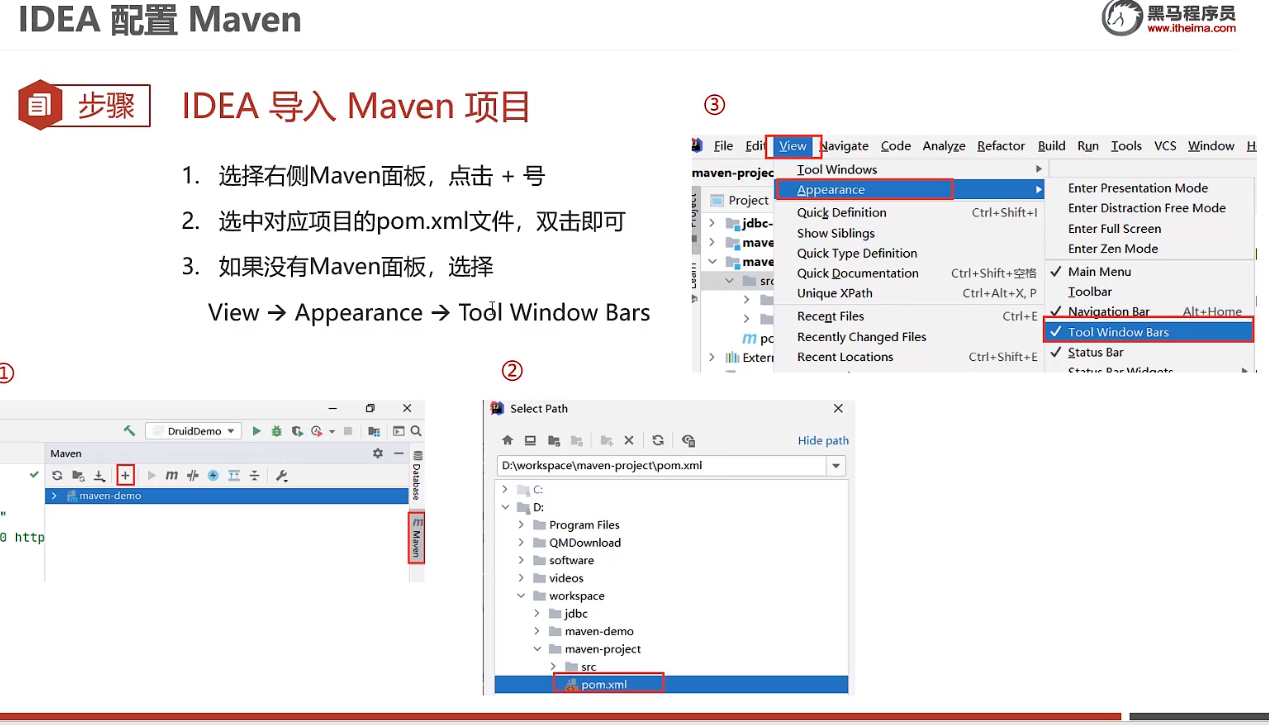 IDEA 配置 Maven
黑马程序员
www.itheima.com
步骤
IDEA 导入 Maven 项目
1. 选择右侧Maven面板，点击 + 号
2. 选中对应项目的pom.xml文件，双击即可
3. 如果没有Maven面板，选择
View → Appearance → Tool Window Bars
③
File Edit View Navigate Code Analyze Refactor Build Run Tools VCS Window H
maven-projec
Tool Windows
Appearance
Quick Definition Ctrl+Shift+I
Show Siblings
Quick Type Definition
Quick Documentation Ctrl+Shift+空格
Unique XPath Ctrl+Alt+X, P
Recent Files Ctrl+E
Recently Changed Files
Recent Locations Ctrl+Shift+E
Project
jdbc-
mave
mave
src
po
Extern
Enter Presentation Mode
Enter Distraction Free Mode
Enter Full Screen
Enter Zen Mode
Main Menu
Toolbar
Navigation Bar Alt+Home
Tool Window Bars
Status Bar
Status Bar Widgets
①
DruidDemo
Maven
maven-demo
Database
Maven
"
0 http
②
Select Path
Hide path
D:\workspace\maven-project\pom.xml
C:
D:
Program Files
QMDownload
software
videos
workspace
jdbc
maven-demo
maven-project
src
pom.xml